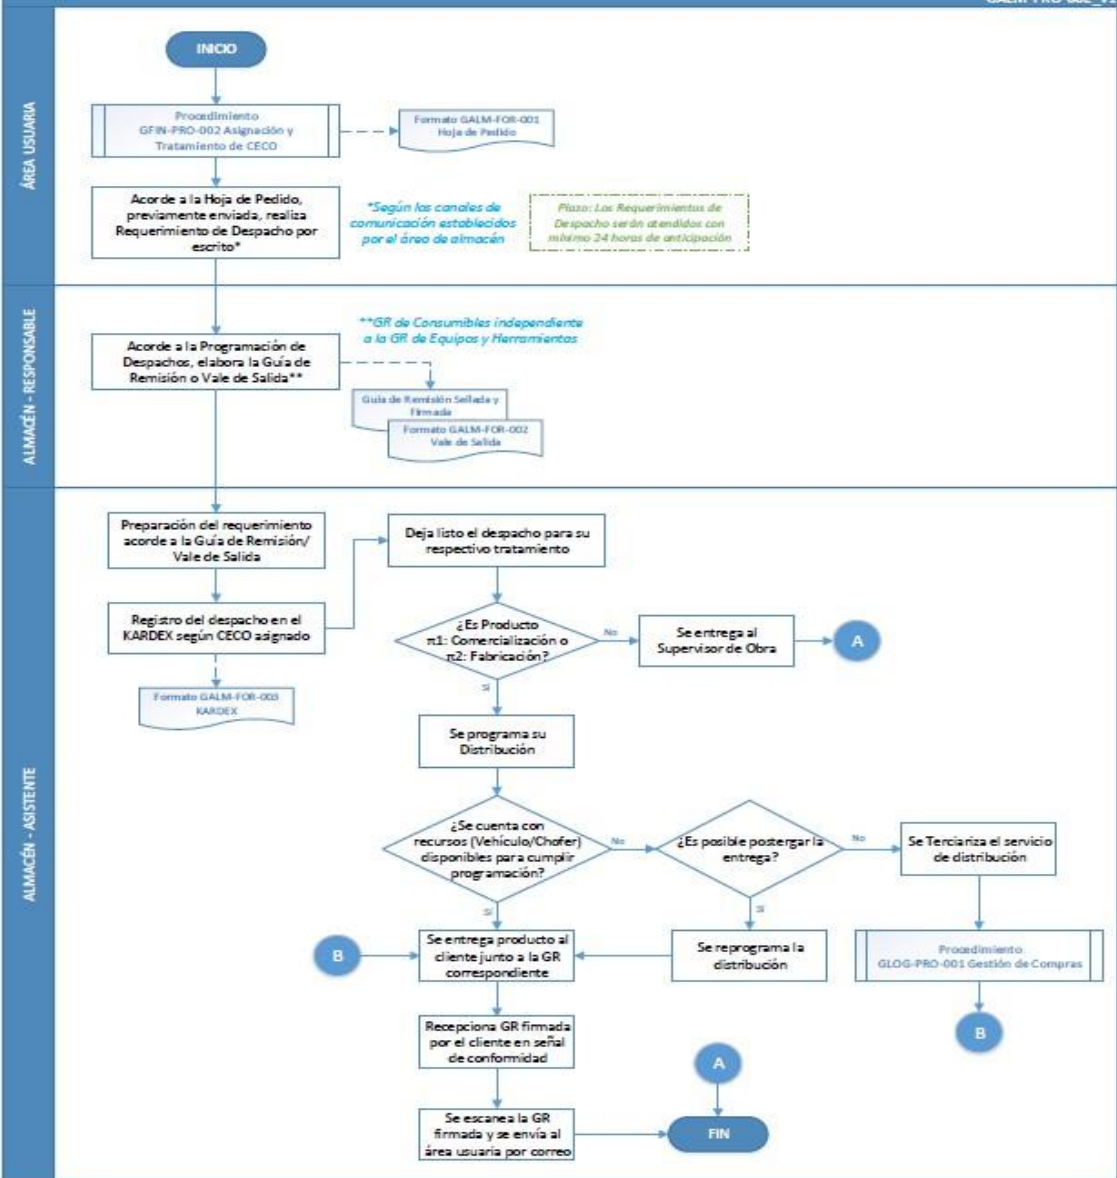 ÁREA USUARIA
INICIO
Procedimiento
GFIN-PRO-002 Asignación y
Tratamiento de CECO
Formato GALM-FOR-001
Hoja de Pedido
Acorde a la Hoja de Pedido,
previamente enviada, realiza
Requerimiento de Despacho por
escrito*
*Según los canales de
comunicación establecidos
por el área de almacén
Plazo: Los Requerimientos de
Despacho serán atendidos con
mínimo 24 horas de anticipación
ALMACÉN - RESPONSABLE
Acorde a la Programación de
Despachos, elabora la Guía de
Remisión o Vale de Salida**
**GR de Consumibles independiente
a la GR de Equipos y Herramientas
Guía de Remisión Sellada y
Firmada
Formato GALM-FOR-002
Vale de Salida
ALMACÉN - ASISTENTE
Preparación del requerimiento
acorde a la Guía de Remisión/
Vale de Salida
Registro del despacho en el
KARDEX según CECO asignado
Formato GALM-FOR-003
KARDEX
Deja listo el despacho para su
respectivo tratamiento
¿Es Producto
π1: Comercialización o
π2: Fabricación?
No
Se entrega al
Supervisor de Obra
A
Sí
Se programa su
Distribución
¿Se cuenta con
recursos (Vehículo/Chofer)
disponibles para cumplir
programación?
No
¿Es posible postergar la
entrega?
No
Se Terciariza el servicio
de distribución
Sí
Sí
B
Se entrega producto al
cliente junto a la GR
correspondiente
Se reprograma la
distribución
Procedimiento
GLOG-PRO-001 Gestión de Compras
B
Recepciona GR firmada
por el cliente en señal
de conformidad
A
Se escanea la GR
firmada y se envía al
área usuaria por correo
FIN